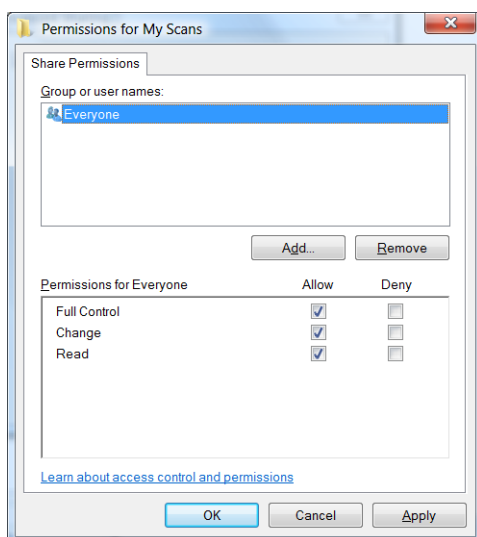 Permissions for My Scans
Share Permissions
Group or user names:
Everyone
Add... Remove
Permissions for Everyone Allow Deny
Full Control
Change
Read
Learn about access control and permissions
OK Cancel Apply